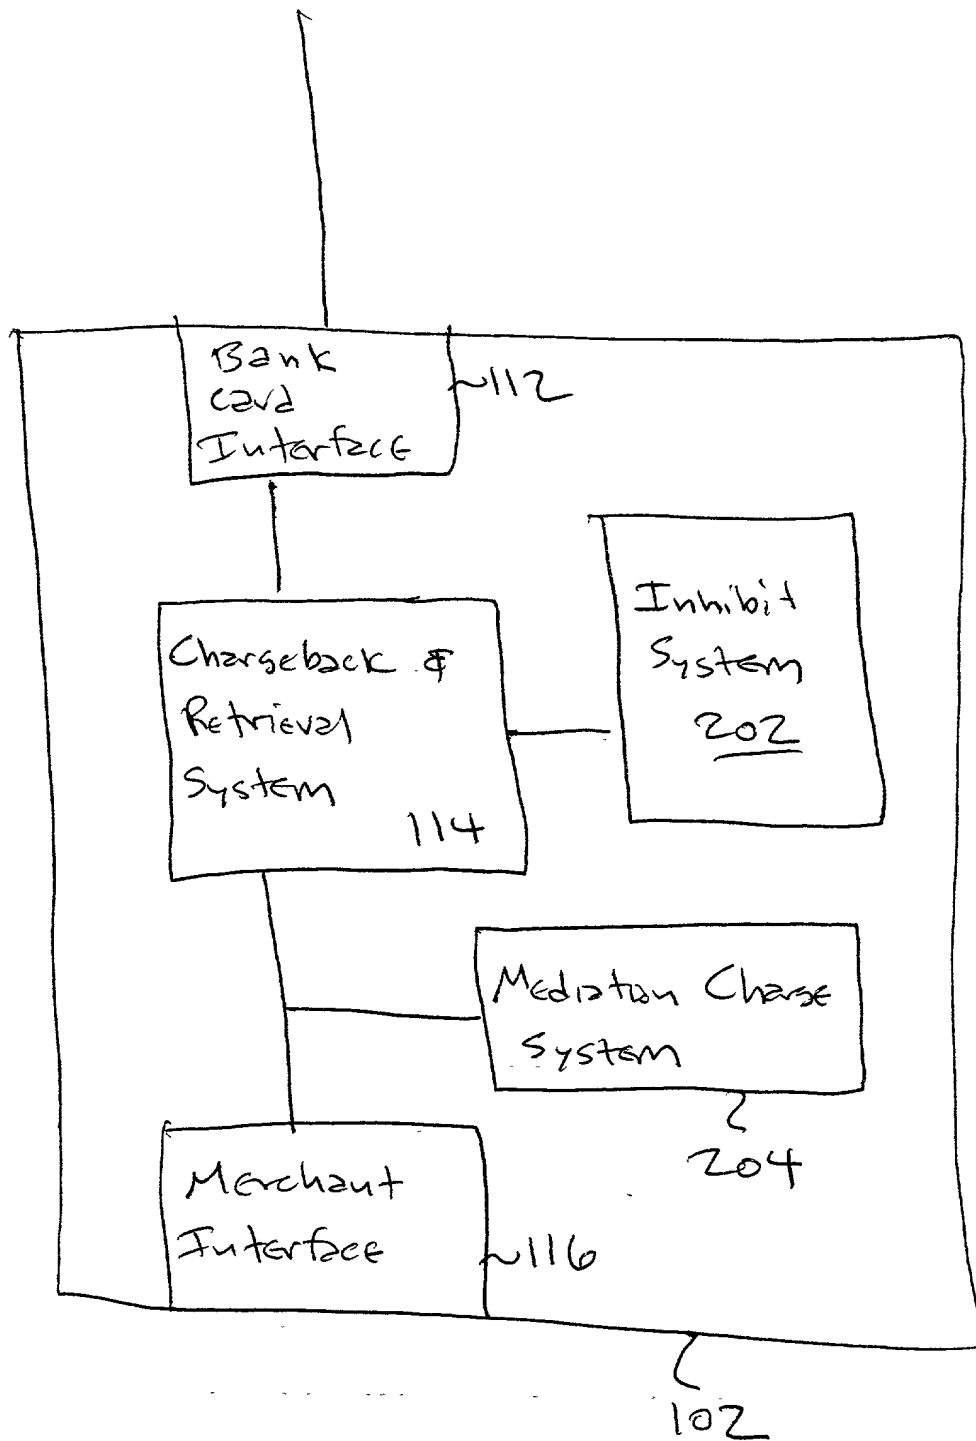 Bank
Card
Interface
~112
Inhibit
System
202
Chargeback &
Retrieval
System
114
Mediation Charge
System
204
Merchant
Interface
~116
102